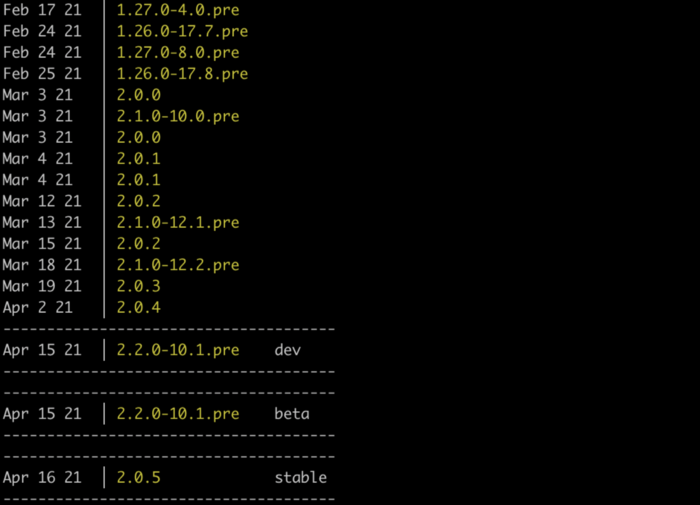 Feb 17 21 | 1.27.0-4.0.pre
Feb 24 21 | 1.26.0-17.7.pre
Feb 24 21 | 1.27.0-8.0.pre
Feb 25 21 | 1.26.0-17.8.pre
Mar 3 21 | 2.0.0
Mar 3 21 | 2.1.0-10.0.pre
Mar 3 21 | 2.0.0
Mar 4 21 | 2.0.1
Mar 4 21 | 2.0.1
Mar 12 21 | 2.0.2
Mar 13 21 | 2.1.0-12.1.pre
Mar 15 21 | 2.0.2
Mar 18 21 | 2.1.0-12.2.pre
Mar 19 21 | 2.0.3
Apr 2 21 | 2.0.4
--------------------------------------
Apr 15 21 | 2.2.0-10.1.pre dev
--------------------------------------
--------------------------------------
Apr 15 21 | 2.2.0-10.1.pre beta
--------------------------------------
--------------------------------------
Apr 16 21 | 2.0.5 stable
--------------------------------------